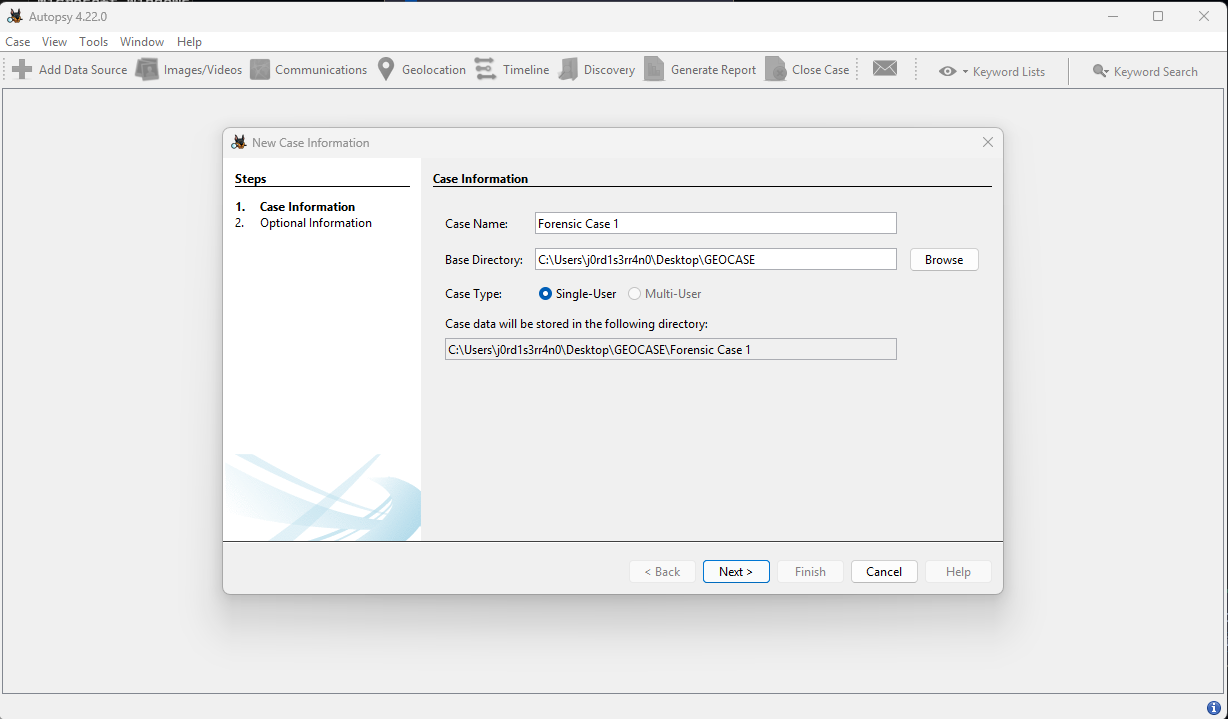 Autopsy 4.22.0
Case View Tools Window Help
Add Data Source Images/Videos Communications Geolocation Timeline Discovery Generate Report Close Case Keyword Lists Keyword Search
New Case Information
Steps
1. Case Information
2. Optional Information
Case Information
Case Name: Forensic Case 1
Base Directory: C:\Users\j0rd1s3rr4n0\Desktop\GEOCASE Browse
Case Type: Single-User Multi-User
Case data will be stored in the following directory:
C:\Users\j0rd1s3rr4n0\Desktop\GEOCASE\Forensic Case 1
< Back Next > Finish Cancel Help